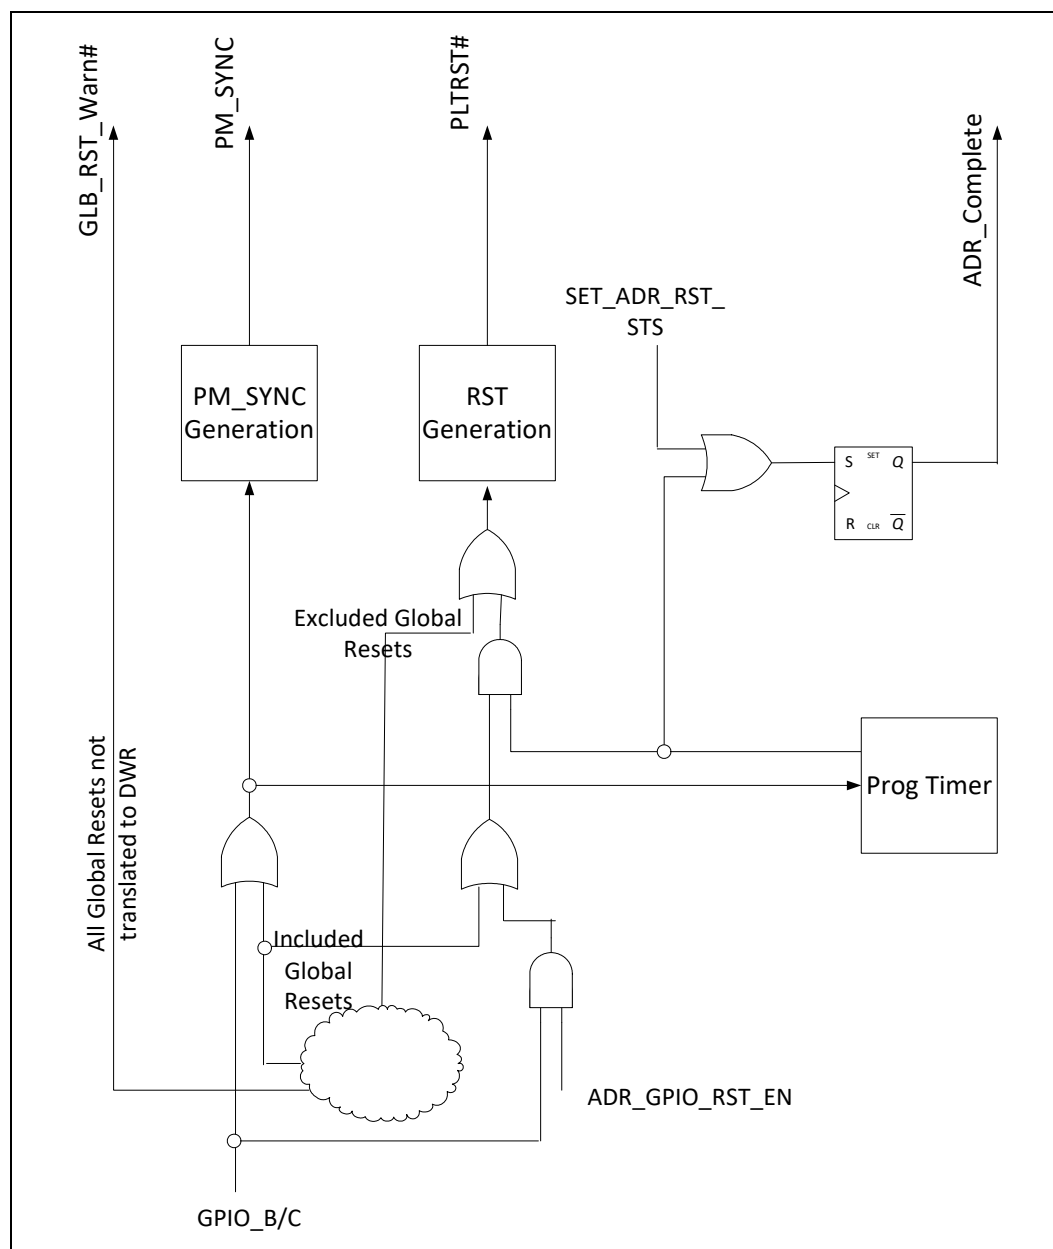 GLB_RST_Warn#
PM_SYNC
PLTRST#
ADR_Complete
SET_ADR_RST_
STS
PM_SYNC
Generation
RST
Generation
S SET Q
R CLR Q
Excluded Global
Resets
All Global Resets not
translated to DWR
Prog Timer
Included
Global
Resets
ADR_GPIO_RST_EN
GPIO_B/C